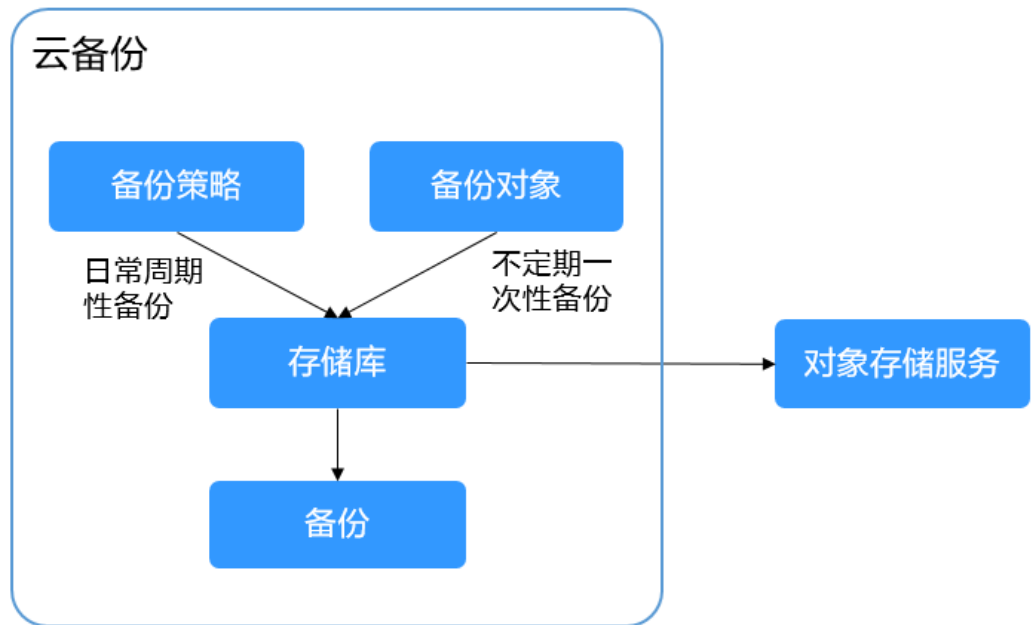 云备份
备份策略
备份对象
日常周期
性备份
不定期一
次性备份
存储库
对象存储服务
备份